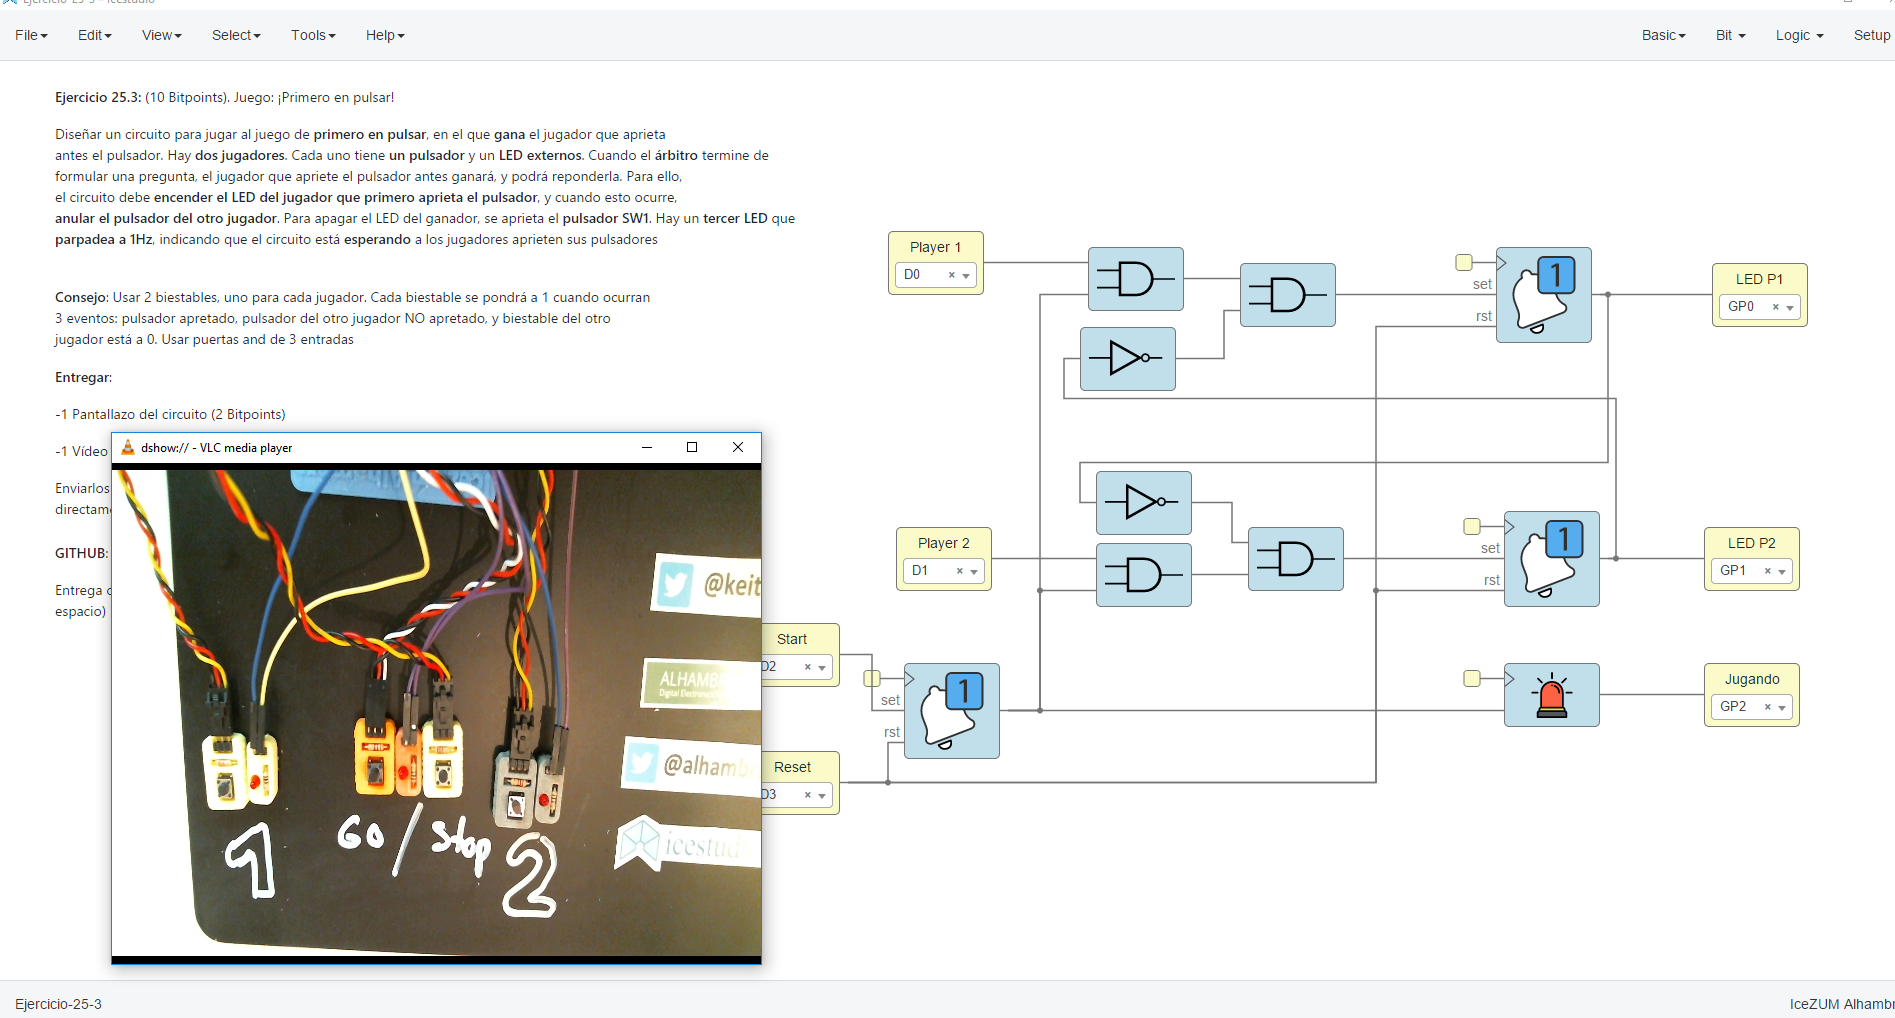 File
Edit
View
Select
Tools
Help
Basic
Bit
Logic
Setup
Ejercicio 25.3: (10 Bitpoints). Juego: ¡Primero en pulsar!
Diseñar un circuito para jugar al juego de primero en pulsar, en el que gana el jugador que aprieta
antes el pulsador. Hay dos jugadores. Cada uno tiene un pulsador y un LED externos. Cuando el árbitro termine de
formular una pregunta, el jugador que apriete el pulsador antes ganará, y podrá reponderla. Para ello,
el circuito debe encender el LED del jugador que primero aprieta el pulsador, y cuando esto ocurre,
anular el pulsador del otro jugador. Para apagar el LED del ganador, se aprieta el pulsador SW1. Hay un tercer LED que
parpadea a 1Hz, indicando que el circuito está esperando a los jugadores aprieten sus pulsadores
Consejo: Usar 2 biestables, uno para cada jugador. Cada biestable se pondrá a 1 cuando ocurran
3 eventos: pulsador apretado, pulsador del otro jugador NO apretado, y biestable del otro
jugador está a 0. Usar puertas and de 3 entradas
Entregar:
-1 Pantallazo del circuito (2 Bitpoints)
-1 Vídeo
Enviarlos
directam
GITHUB:
Entrega
espacio)
dshow:// - VLC media player
@keit
ALHAMB
Digital Electronic
@alhamb
icestud
1
Go / Stop
2
Player 1
D0
1
set
rst
LED P1
GP0
Player 2
D1
1
set
rst
LED P2
GP1
Start
D2
1
set
rst
Jugando
GP2
Reset
D3
Ejercicio-25-3
IceZUM Alhambr